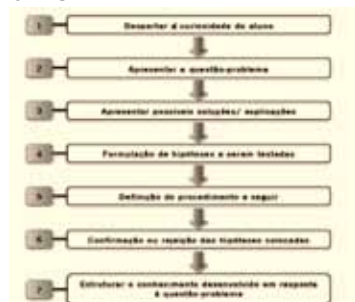 1 Despertar a curiosidade do aluno
2 Apresentar a questão-problema
3 Apresentar possíveis soluções/ explicações
4 Formulação de hipóteses a serem testadas
5 Definição do procedimento a seguir
6 Confirmação ou rejeição das hipóteses colocadas
7 Estruturar o conhecimento desenvolvido em resposta
à questão-problema